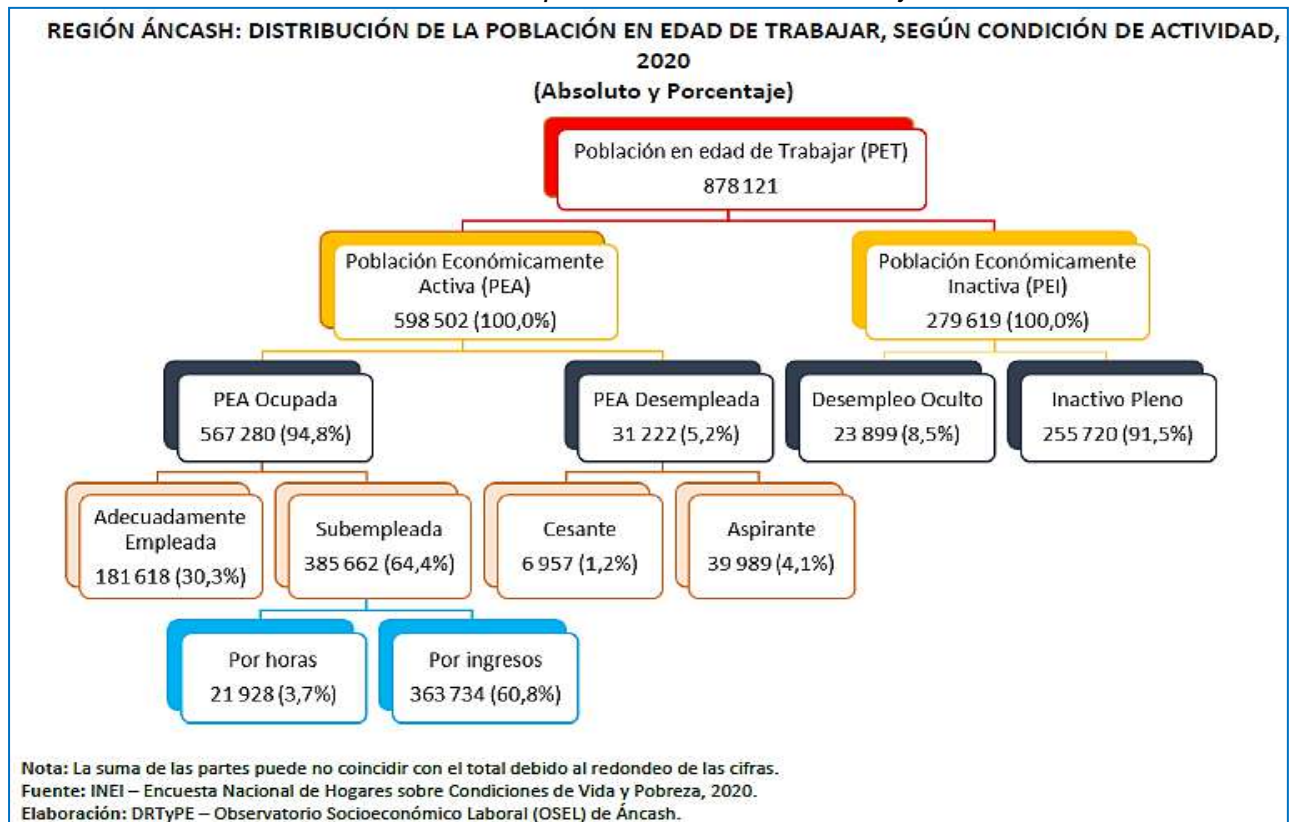 REGIÓN ÁNCASH: DISTRIBUCIÓN DE LA POBLACIÓN EN EDAD DE TRABAJAR, SEGÚN CONDICIÓN DE ACTIVIDAD,
2020
(Absoluto y Porcentaje)
Población en edad de Trabajar (PET)
878 121
Población Económicamente
Activa (PEA)
598 502 (100,0%)
Población Económicamente
Inactiva (PEI)
279 619 (100,0%)
PEA Ocupada
567 280 (94,8%)
PEA Desempleada
31 222 (5,2%)
Desempleo Oculto
23 899 (8,5%)
Inactivo Pleno
255 720 (91,5%)
Adecuadamente
Empleada
181 618 (30,3%)
Subempleada
385 662 (64,4%)
Cesante
6 957 (1,2%)
Aspirante
39 989 (4,1%)
Por horas
21 928 (3,7%)
Por ingresos
363 734 (60,8%)
Nota: La suma de las partes puede no coincidir con el total debido al redondeo de las cifras.
Fuente: INEI – Encuesta Nacional de Hogares sobre Condiciones de Vida y Pobreza, 2020.
Elaboración: DRTyPE – Observatorio Socioeconómico Laboral (OSEL) de Áncash.